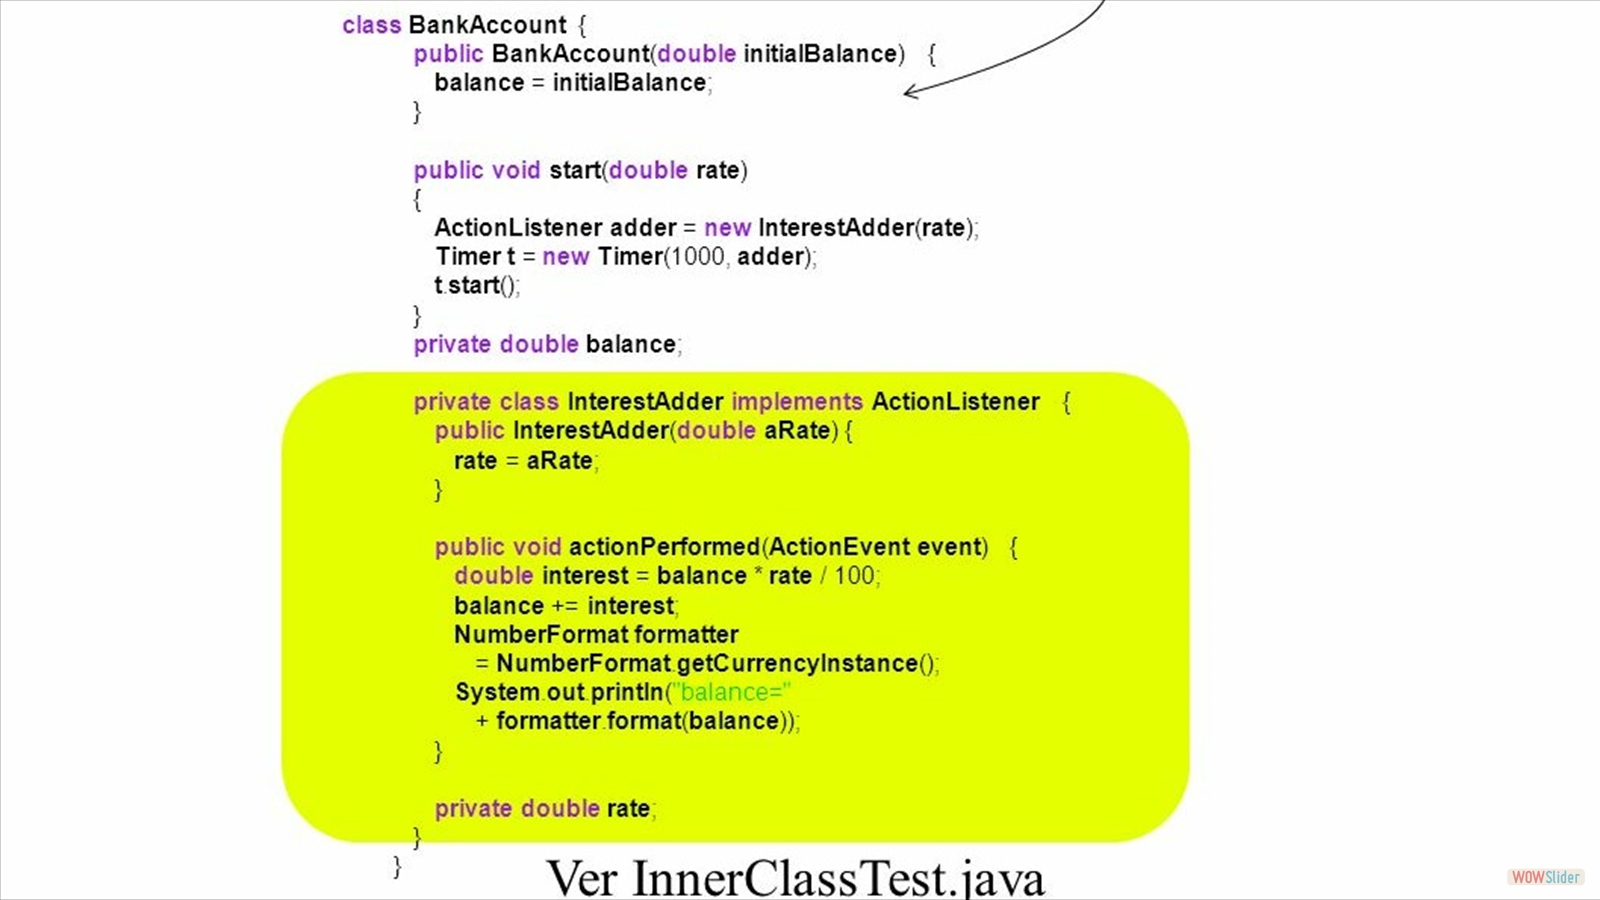 class BankAccount {
public BankAccount(double initialBalance) {
balance = initialBalance;
}
public void start(double rate)
{
ActionListener adder = new InterestAdder(rate);
Timer t = new Timer(1000, adder);
t.start();
}
private double balance;
private class InterestAdder implements ActionListener {
public InterestAdder(double aRate) {
rate = aRate;
}
public void actionPerformed(ActionEvent event) {
double interest = balance * rate / 100;
balance += interest;
NumberFormat formatter
= NumberFormat.getCurrencyInstance();
System.out.println("balance="
+ formatter.format(balance));
}
private double rate;
}
}
Ver InnerClassTest.java
WOWSlider